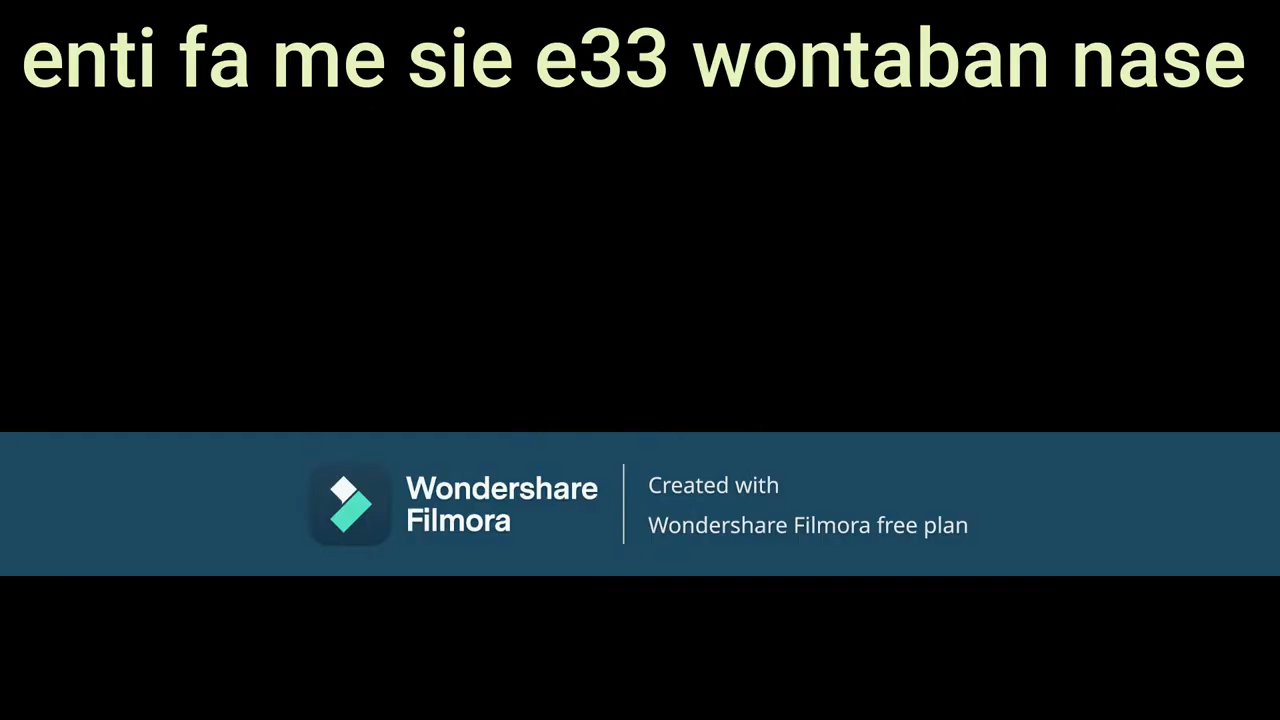 enti fa me sie e33 wontaban nase
Wondershare
Filmora
Created with
Wondershare Filmora free plan